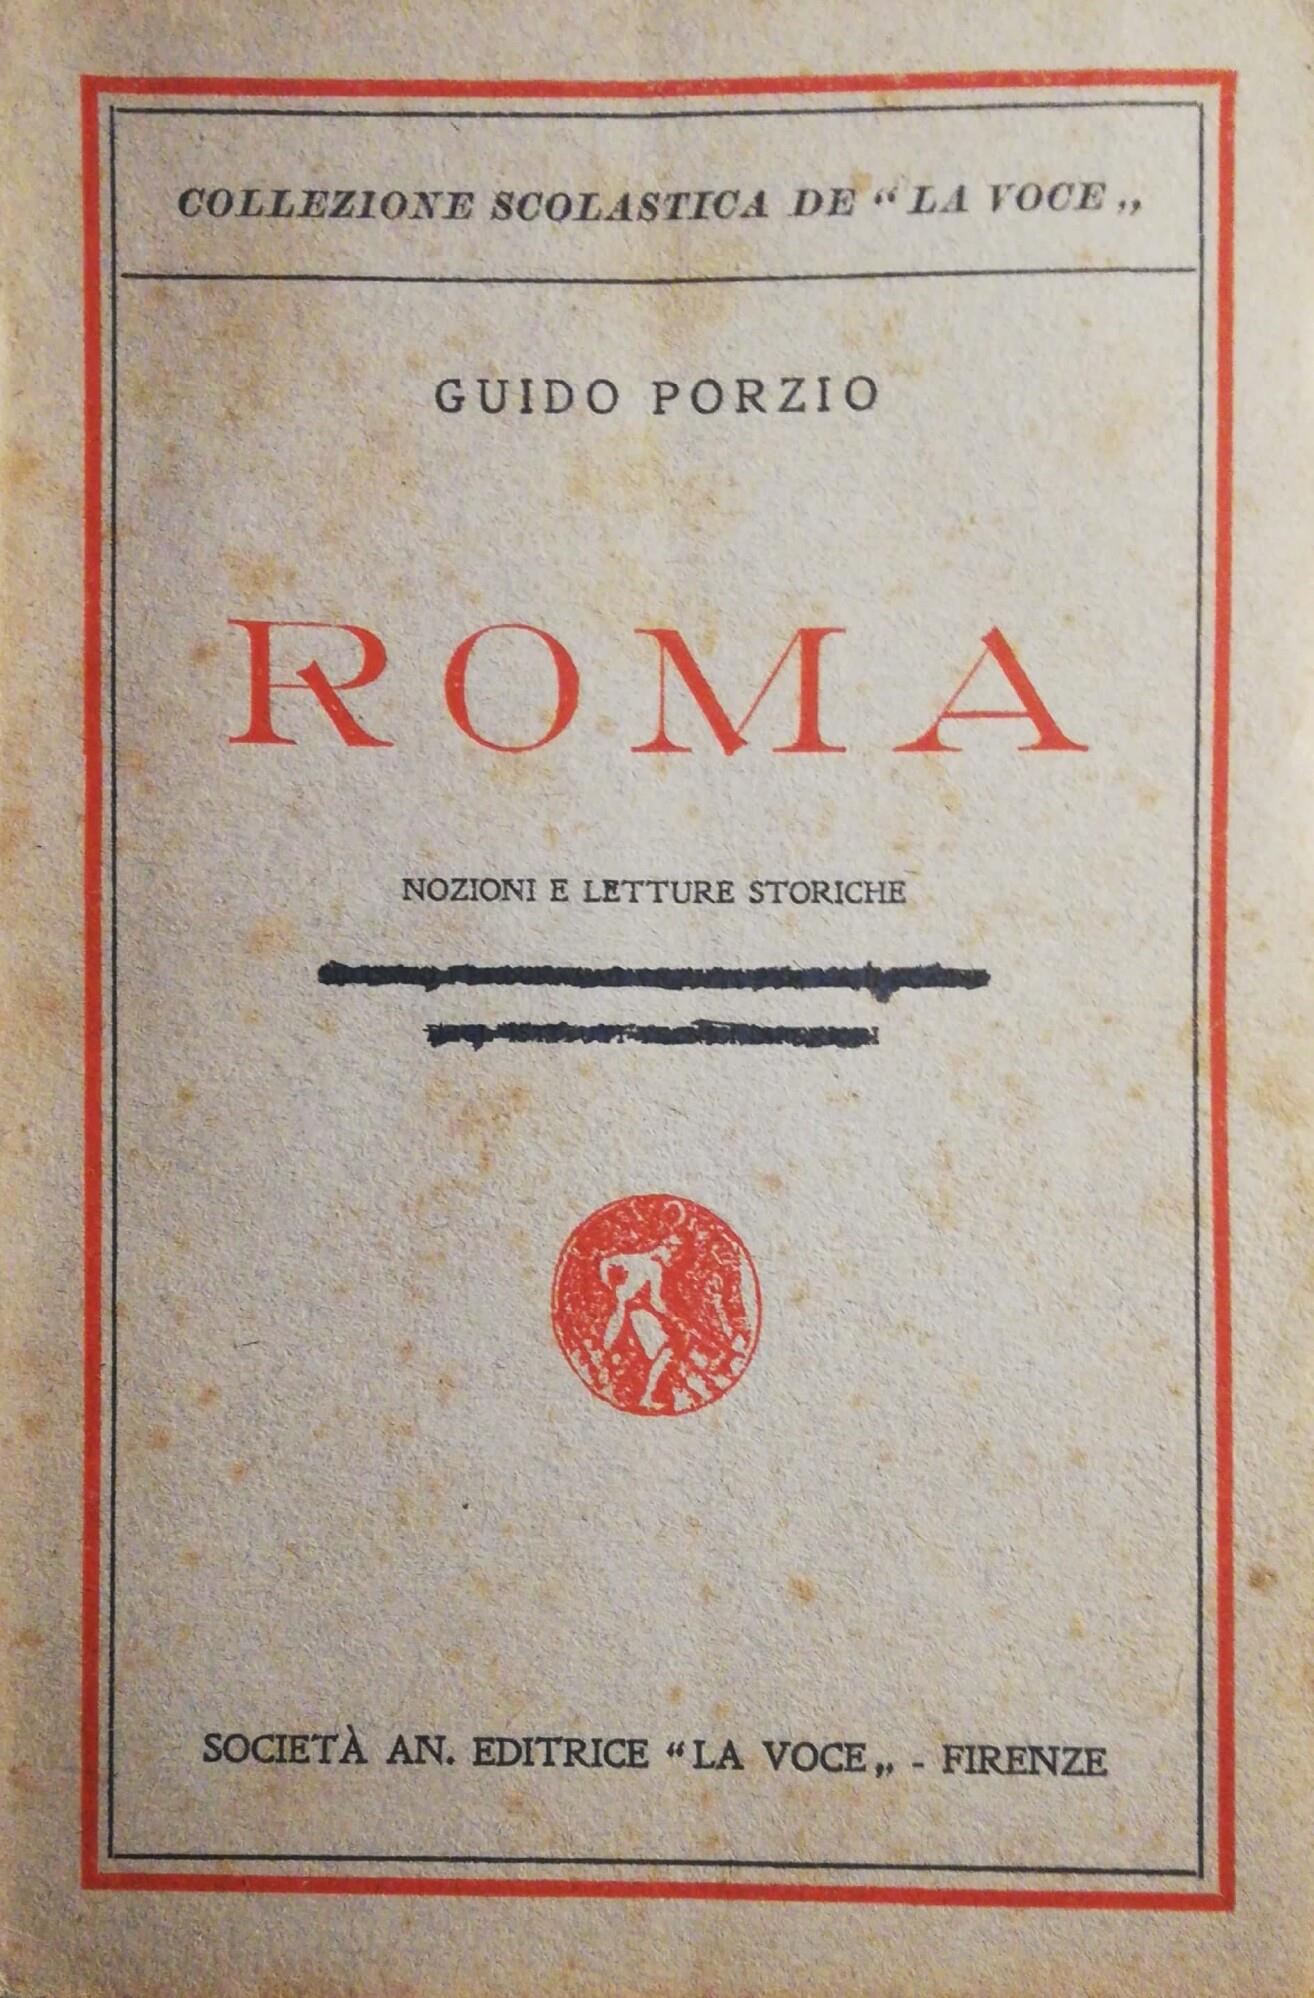 COLLEZIONE SCOLASTICA DE “LA VOCE„
GUIDO PORZIO
ROMA
NOZIONI E LETTURE STORICHE
SOCIETÀ AN. EDITRICE “LA VOCE„ - FIRENZE